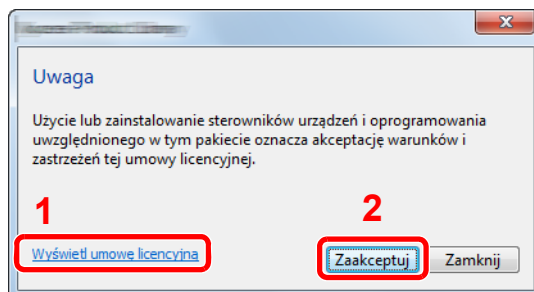 Uwaga
Użycie lub zainstalowanie sterowników urządzeń i oprogramowania
uwzględnionego w tym pakiecie oznacza akceptację warunków i
zastrzeżeń tej umowy licencyjnej.
1
2
Wyświetl umowę licencyjną
Zaakceptuj
Zamknij